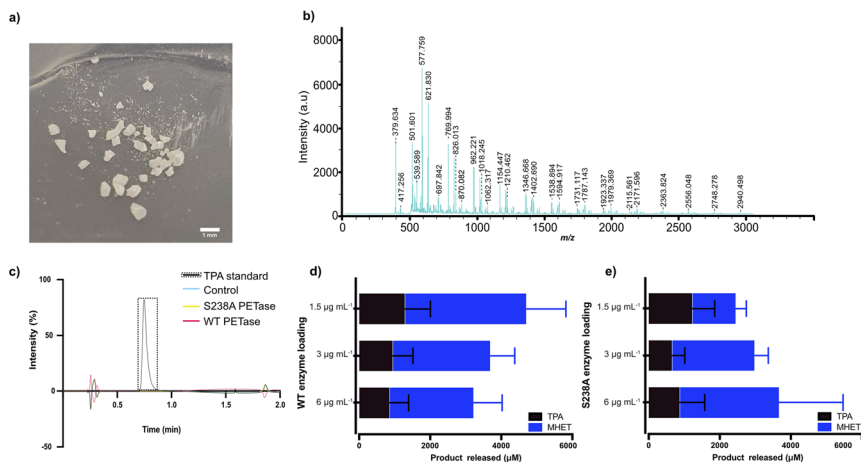 a)
1 mm
b)
Intensity (a.u)
8000
6000
4000
2000
0
379.634
417.256
501.601
539.589
577.759
621.830
697.842
769.994
826.013
870.082
962.221
1018.245
1062.317
1154.447
1210.462
1346.668
1402.690
1538.894
1594.917
1731.117
1787.143
1923.337
1979.369
2115.561
2171.596
2363.824
2556.048
2748.278
2940.498
0 500 1000 1500 2000 2500 3000
m/z
c)
TPA standard
Control
S238A PETase
WT PETase
Intensity (%)
100
50
0
-50
0.5 1.0 1.5 2.0
Time (min)
d)
WT enzyme loading
1.5 µg mL⁻¹
3 µg mL⁻¹
6 µg mL⁻¹
TPA
MHET
0 2000 4000 6000
Product released (µM)
e)
S238A enzyme loading
1.5 µg mL⁻¹
3 µg mL⁻¹
6 µg mL⁻¹
TPA
MHET
0 2000 4000 6000
Product released (µM)